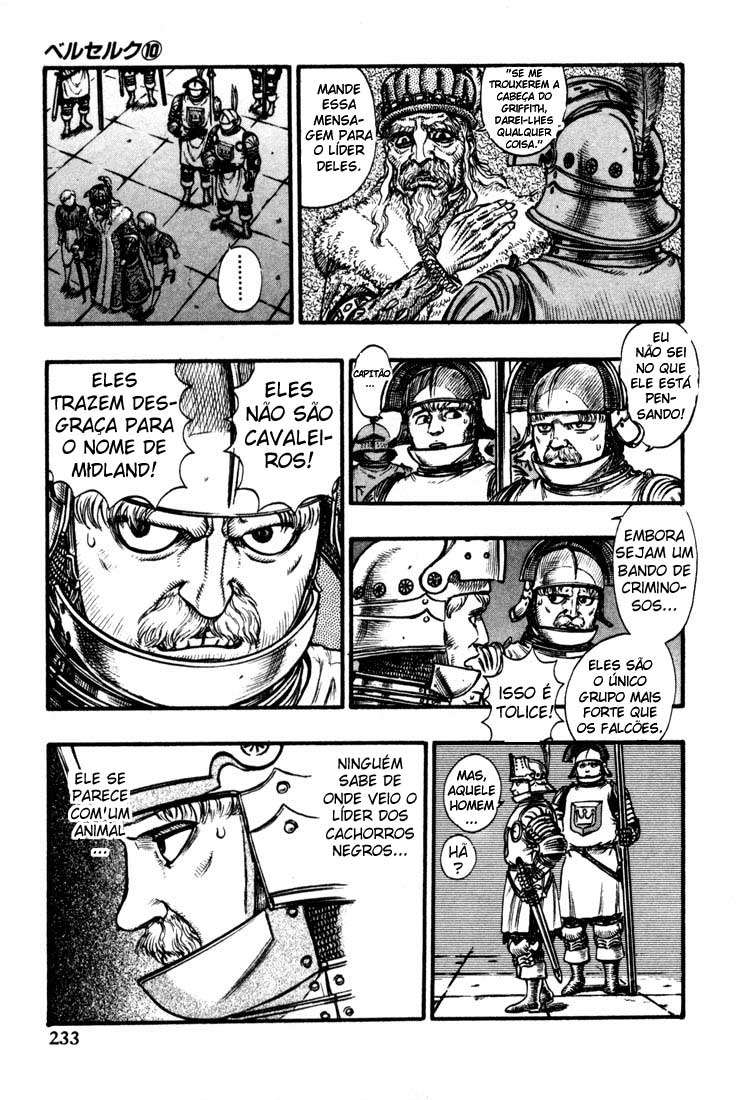 ベルセルク⑩
"SE ME
TROUXEREM A
CABEÇA DO
GRIFFITH,
DAREI-LHES
QUALQUER
COISA."
MANDE
ESSA
MENSA-
GEM PARA
O LÍDER
DELES.
.........
EU
NÃO SEI
NO QUE
ELE ESTÁ
PEN-
SANDO!
CAPITÃO
...
ELES
NÃO SÃO
CAVALEI-
ROS!
ELES
TRAZEM DES-
GRAÇA PARA
O NOME DE
MIDLAND!
EMBORA
SEJAM UM
BANDO DE
CRIMINO-
SOS...
ELES SÃO
O ÚNICO
GRUPO MAIS
FORTE QUE
OS FALCÕES.
ISSO É
TOLICE!
MAS,
AQUELE
HOMEM
...
HÃ
?
NINGUÉM
SABE DE
ONDE VEIO O
LÍDER DOS
CACHORROS
NEGROS...
ELE SE
PARECE
COM'UM
ANIMAL
...
233